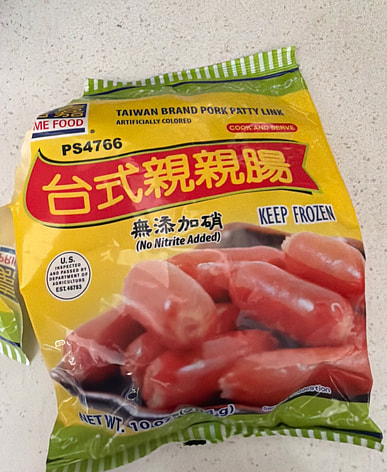 ME FOOD
TAIWAN BRAND PORK PATTY LINK
ARTIFICIALLY COLORED
COOK AND SERVE
PS4766
台式親親腸
無添加硝
(No Nitrite Added)
KEEP FROZEN
U.S.
INSPECTED
AND PASSED BY
DEPARTMENT OF
AGRICULTURE
EST.46783
NET WT. 10.